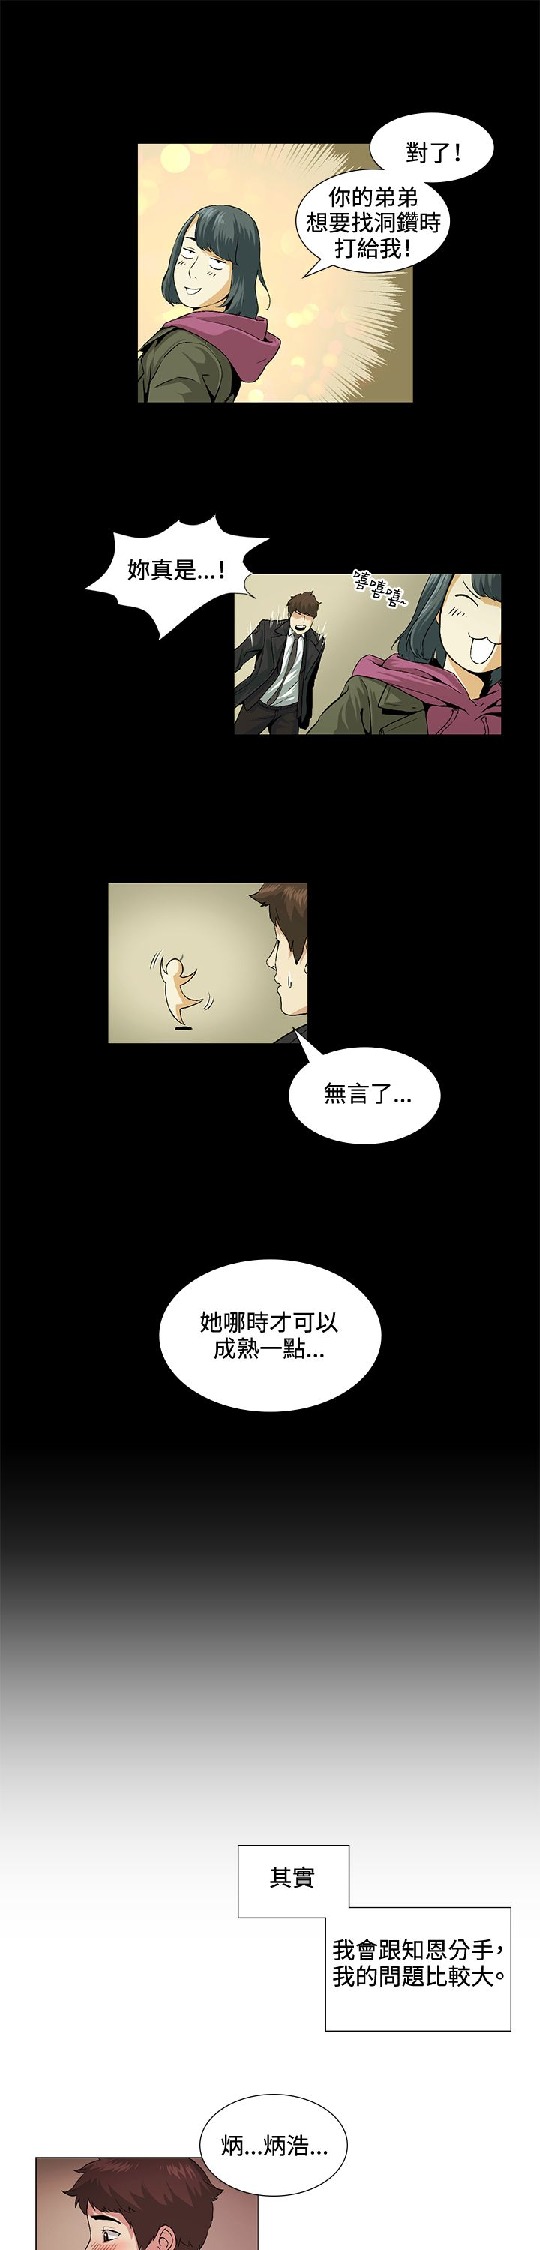 對了!
你的弟弟
想要找洞鑽時
打給我!
妳真是...!
嘻嘻嘻~
無言了...
她哪時才可以
成熟一點...
其實
我會跟知恩分手,
我的問題比較大。
炳...炳浩...